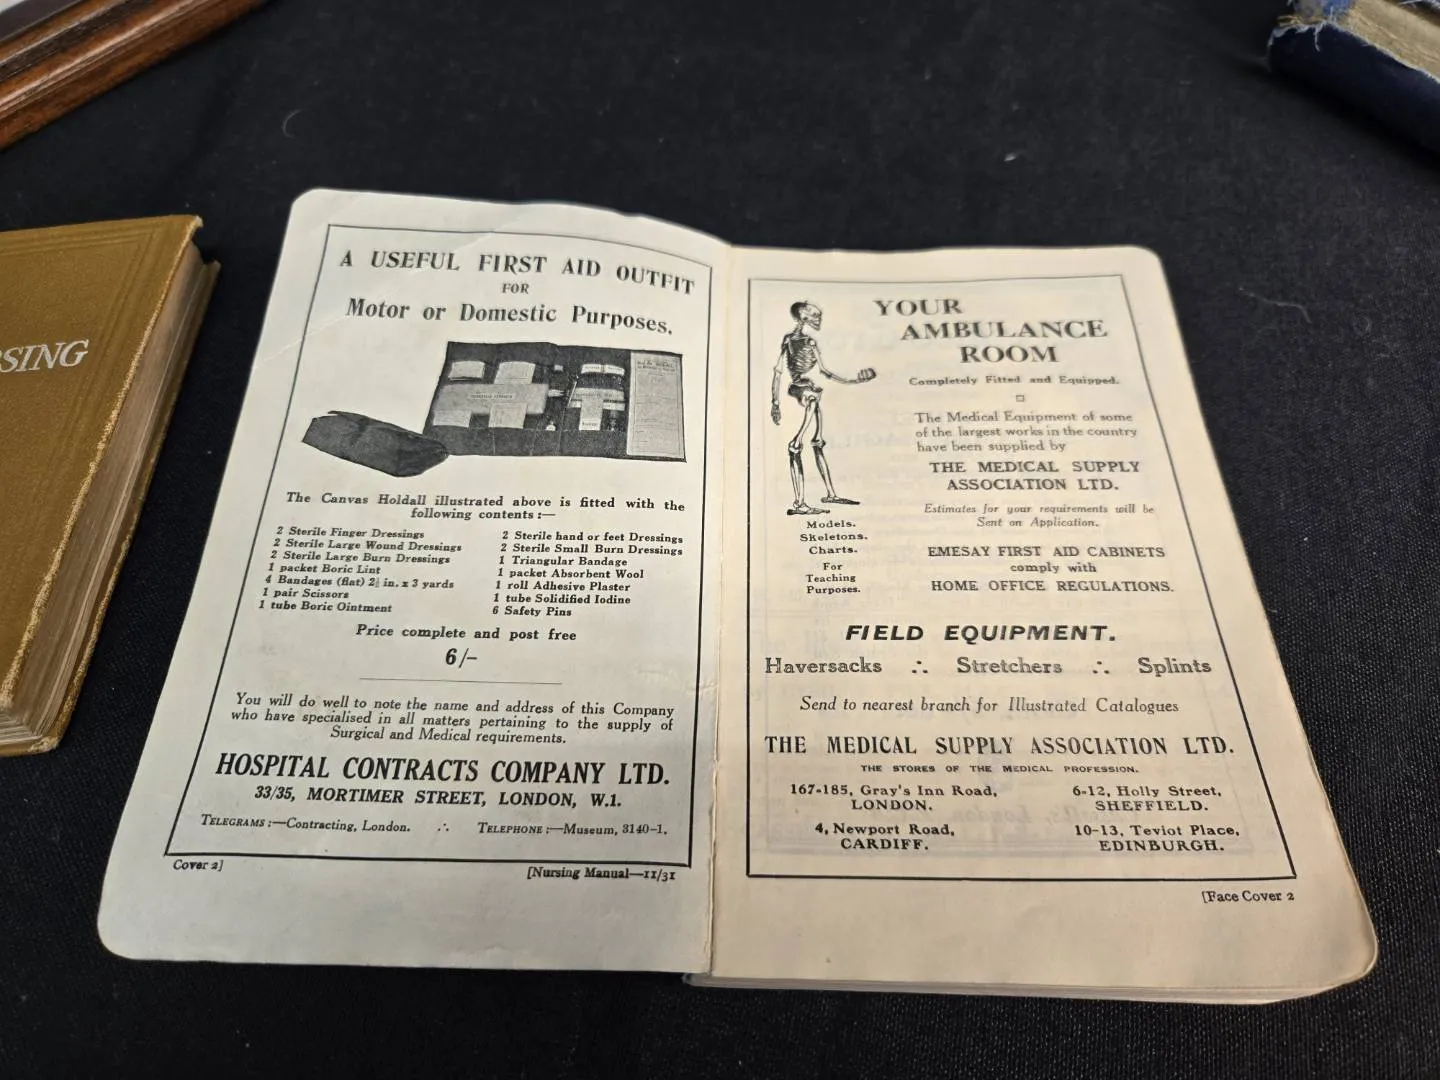 RSING
A USEFUL FIRST AID OUTFIT
FOR
Motor or Domestic Purposes.
The Canvas Holdall illustrated above is fitted with the
following contents :—
2 Sterile Finger Dressings
2 Sterile Large Wound Dressings
2 Sterile Large Burn Dressings
1 packet Boric Lint
4 Bandages (flat) 2½ in. x 3 yards
1 pair Scissors
1 tube Boric Ointment
2 Sterile hand or feet Dressings
2 Sterile Small Burn Dressings
1 Triangular Bandage
1 packet Absorbent Wool
1 roll Adhesive Plaster
1 tube Solidified Iodine
6 Safety Pins
Price complete and post free
6/–
You will do well to note the name and address of this Company
who have specialised in all matters pertaining to the supply of
Surgical and Medical requirements.
HOSPITAL CONTRACTS COMPANY LTD.
33/35, MORTIMER STREET, LONDON, W.1.
TELEGRAMS :—Contracting, London. ∴ TELEPHONE :—Museum, 3140-1.
Cover 2] [Nursing Manual—11/31
YOUR
AMBULANCE
ROOM
Completely Fitted and Equipped.
The Medical Equipment of some
of the largest works in the country
have been supplied by
THE MEDICAL SUPPLY
ASSOCIATION LTD.
Estimates for your requirements will be
Sent on Application.
Models.
Skeletons.
Charts.
For
Teaching
Purposes.
EMESAY FIRST AID CABINETS
comply with
HOME OFFICE REGULATIONS.
FIELD EQUIPMENT.
Haversacks ∴ Stretchers ∴ Splints
Send to nearest branch for Illustrated Catalogues
THE MEDICAL SUPPLY ASSOCIATION LTD.
THE STORES OF THE MEDICAL PROFESSION.
167-185, Gray's Inn Road,
LONDON.
6-12, Holly Street,
SHEFFIELD.
4, Newport Road,
CARDIFF.
10-13, Teviot Place,
EDINBURGH.
[Face Cover 2